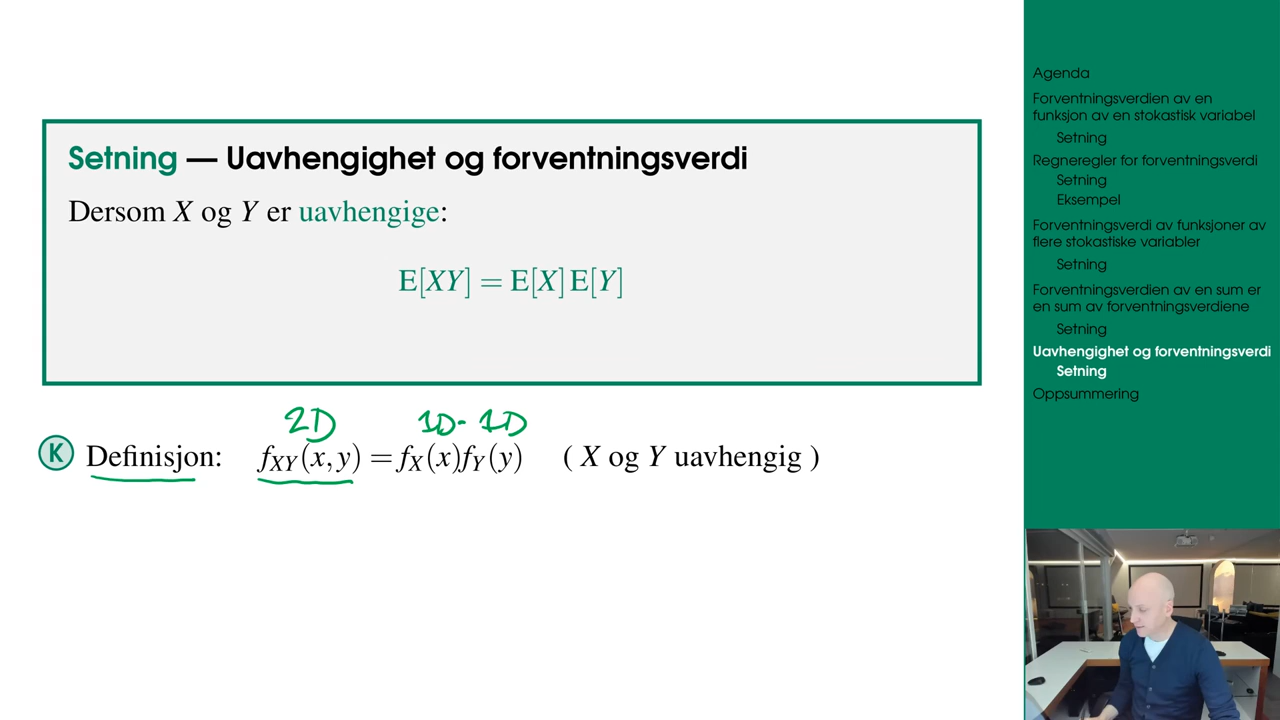 Setning — Uavhengighet og forventningsverdi
Dersom X og Y er uavhengige:
E[XY] = E[X] E[Y]
2D 1D · 1D
K Definisjon: f_{XY}(x, y) = f_X(x) f_Y(y) ( X og Y uavhengig )
Agenda
Forventningsverdien av en
funksjon av en stokastisk variabel
Setning
Regneregler for forventningsverdi
Setning
Eksempel
Forventningsverdi av funksjoner av
flere stokastiske variabler
Setning
Forventningsverdien av en sum er
en sum av forventningsverdiene
Setning
Uavhengighet og forventningsverdi
Setning
Oppsummering